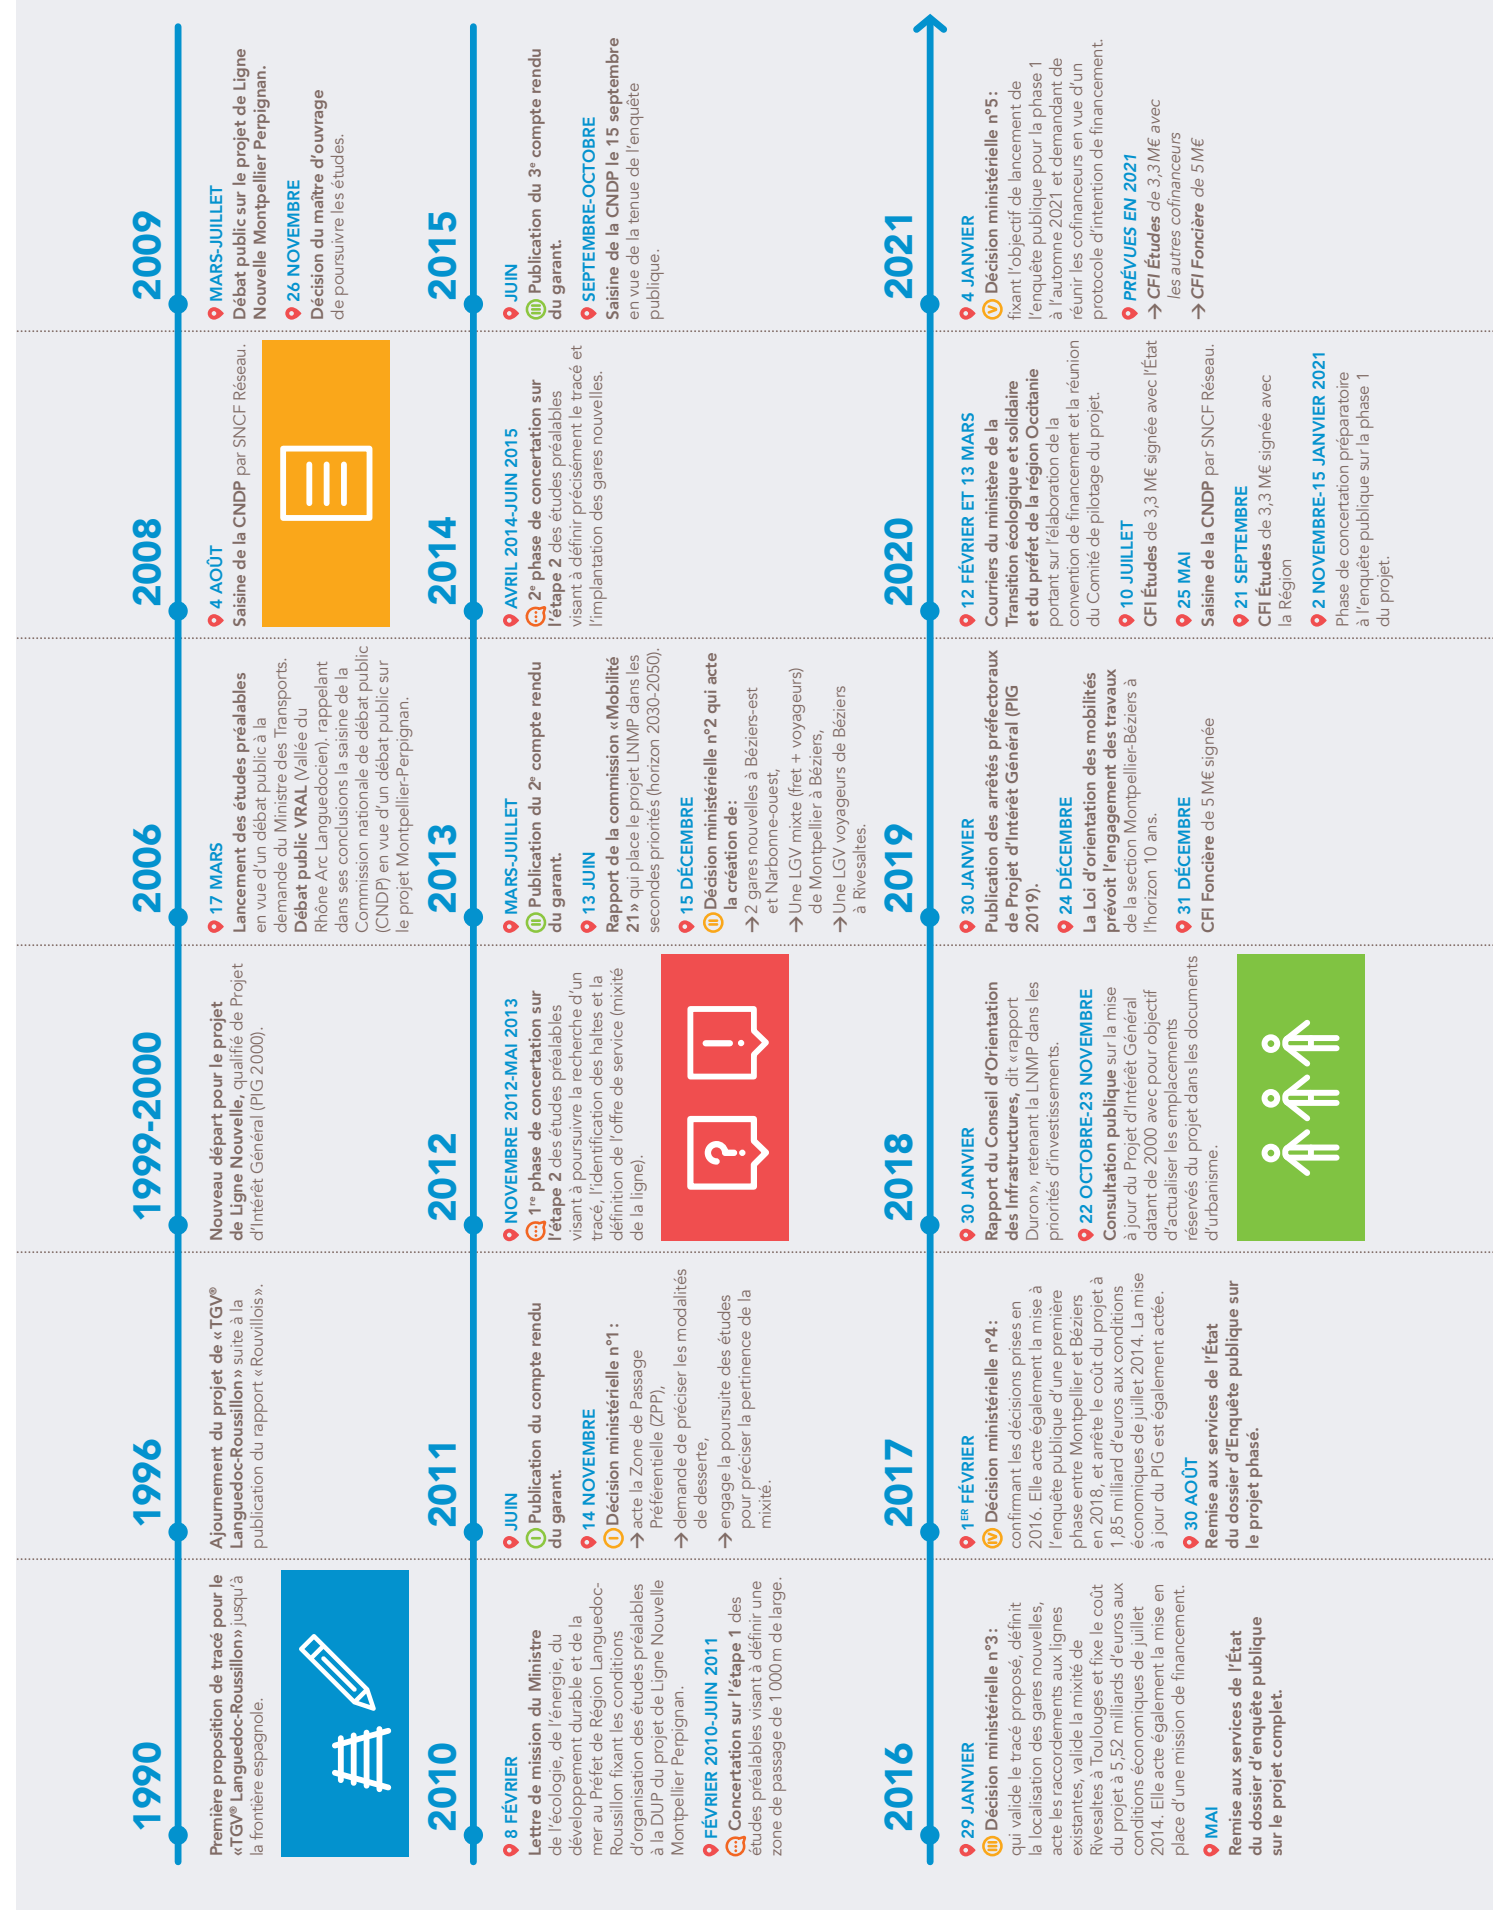 1990
Première proposition de tracé pour le
«TGV® Languedoc-Roussillon» jusqu'à
la frontière espagnole.
1996
Ajournement du projet de «TGV®
Languedoc-Roussillon» suite à la
publication du rapport «Rouvillois».
1999-2000
Nouveau départ pour le projet
de Ligne Nouvelle, qualifié de Projet
d'Intérêt Général (PIG 2000).
2006
17 MARS
Lancement des études préalables
en vue d'un débat public à la
demande du Ministre des Transports.
Débat public VRAL (Vallée du
Rhône Arc Languedocien). rappelant
dans ses conclusions la saisine de la
Commission nationale de débat public
(CNDP) en vue d'un débat public sur
le projet Montpellier-Perpignan.
2008
4 AOÛT
Saisine de la CNDP par SNCF Réseau.
2009
MARS-JUILLET
Débat public sur le projet de Ligne
Nouvelle Montpellier Perpignan.
26 NOVEMBRE
Décision du maître d'ouvrage
de poursuivre les études.
2010
8 FÉVRIER
Lettre de mission du Ministre
de l'écologie, de l'énergie, du
développement durable et de la
mer au Préfet de Région Languedoc-
Roussillon fixant les conditions
d'organisation des études préalables
à la DUP du projet de Ligne Nouvelle
Montpellier Perpignan.
FÉVRIER 2010-JUIN 2011
Concertation sur l'étape 1 des
études préalables visant à définir une
zone de passage de 1 000 m de large.
2011
JUIN
I Publication du compte rendu
du garant.
14 NOVEMBRE
I Décision ministérielle n°1 :
→ acte la Zone de Passage
Préférentielle (ZPP),
→ demande de préciser les modalités
de desserte,
→ engage la poursuite des études
pour préciser la pertinence de la
mixité.
2012
NOVEMBRE 2012-MAI 2013
1re phase de concertation sur
l'étape 2 des études préalables
visant à poursuivre la recherche d'un
tracé, l'identification des haltes et la
définition de l'offre de service (mixité
de la ligne).
? !
2013
MARS-JUILLET
II Publication du 2e compte rendu
du garant.
13 JUIN
Rapport de la commission «Mobilité
21» qui place le projet LNMP dans les
secondes priorités (horizon 2030-2050).
15 DÉCEMBRE
II Décision ministérielle n°2 qui acte
la création de :
→ 2 gares nouvelles à Béziers-est
et Narbonne-ouest,
→ Une LGV mixte (fret + voyageurs)
de Montpellier à Béziers,
→ Une LGV voyageurs de Béziers
à Rivesaltes.
2014
AVRIL 2014-JUIN 2015
2e phase de concertation sur
l'étape 2 des études préalables
visant à définir précisément le tracé et
l'implantation des gares nouvelles.
2015
JUIN
III Publication du 3e compte rendu
du garant.
SEPTEMBRE-OCTOBRE
Saisine de la CNDP le 15 septembre
en vue de la tenue de l'enquête
publique.
2016
29 JANVIER
III Décision ministérielle n°3 :
qui valide le tracé proposé, définit
la localisation des gares nouvelles,
acte les raccordements aux lignes
existantes, valide la mixité de
Rivesaltes à Toulouges et fixe le coût
du projet à 5,52 milliards d'euros aux
conditions économiques de juillet
2014. Elle acte également la mise en
place d'une mission de financement.
MAI
Remise aux services de l'État
du dossier d'enquête publique
sur le projet complet.
2017
1ER FÉVRIER
IV Décision ministérielle n°4 :
confirmant les décisions prises en
2016. Elle acte également la mise à
l'enquête publique d'une première
phase entre Montpellier et Béziers
en 2018, et arrête le coût du projet à
1,85 milliard d'euros aux conditions
économiques de juillet 2014. La mise
à jour du PIG est également actée.
30 AOÛT
Remise aux services de l'État
du dossier d'Enquête publique sur
le projet phasé.
2018
30 JANVIER
Rapport du Conseil d'Orientation
des Infrastructures, dit «rapport
Duron», retenant la LNMP dans les
priorités d'investissements.
22 OCTOBRE-23 NOVEMBRE
Consultation publique sur la mise
à jour du Projet d'Intérêt Général
datant de 2000 avec pour objectif
d'actualiser les emplacements
réservés du projet dans les documents
d'urbanisme.
2019
30 JANVIER
Publication des arrêtés préfectoraux
de Projet d'Intérêt Général (PIG
2019).
24 DÉCEMBRE
La Loi d'orientation des mobilités
prévoit l'engagement des travaux
de la section Montpellier-Béziers à
l'horizon 10 ans.
31 DÉCEMBRE
CFI Foncière de 5 M€ signée
2020
12 FÉVRIER ET 13 MARS
Courriers du ministère de la
Transition écologique et solidaire
et du préfet de la région Occitanie
portant sur l'élaboration de la
convention de financement et la réunion
du Comité de pilotage du projet.
10 JUILLET
CFI Études de 3,3 M€ signée avec l'État
25 MAI
Saisine de la CNDP par SNCF Réseau.
21 SEPTEMBRE
CFI Études de 3,3 M€ signée avec
la Région
2 NOVEMBRE-15 JANVIER 2021
Phase de concertation préparatoire
à l'enquête publique sur la phase 1
du projet.
2021
4 JANVIER
V Décision ministérielle n°5 :
fixant l'objectif de lancement de
l'enquête publique pour la phase 1
à l'automne 2021 et demandant de
réunir les cofinanceurs en vue d'un
protocole d'intention de financement.
PRÉVUES EN 2021
→ CFI Études de 3,3 M€ avec
les autres cofinanceurs
→ CFI Foncière de 5 M€